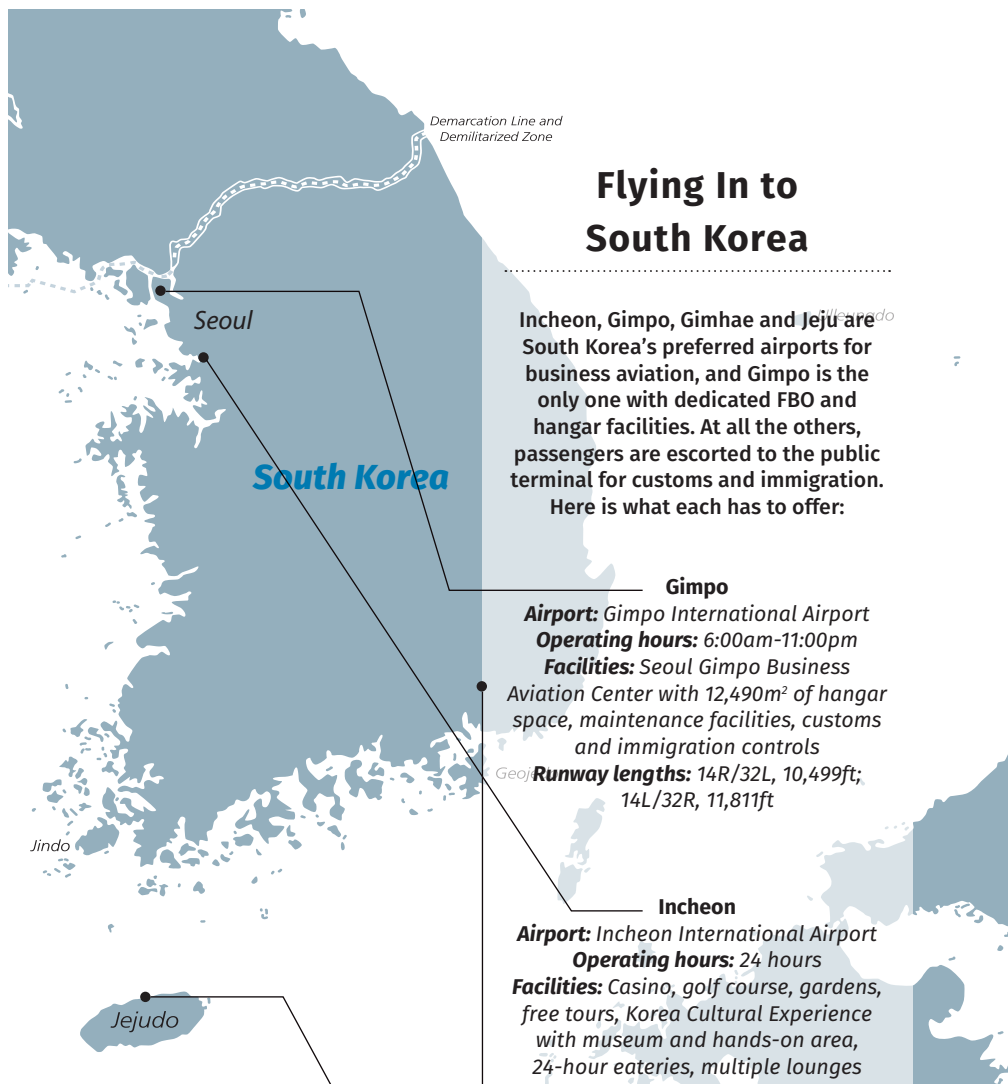 Demarcation Line and
Demilitarized Zone
Flying In to
South Korea
Seoul
Ulleungdo
Incheon, Gimpo, Gimhae and Jeju are
South Korea’s preferred airports for
business aviation, and Gimpo is the
only one with dedicated FBO and
hangar facilities. At all the others,
passengers are escorted to the public
terminal for customs and immigration.
Here is what each has to offer:
South Korea
Gimpo
Airport: Gimpo International Airport
Operating hours: 6:00am-11:00pm
Facilities: Seoul Gimpo Business
Aviation Center with 12,490m² of hangar
space, maintenance facilities, customs
and immigration controls
Runway lengths: 14R/32L, 10,499ft;
14L/32R, 11,811ft
Jindo
Incheon
Airport: Incheon International Airport
Operating hours: 24 hours
Facilities: Casino, golf course, gardens,
free tours, Korea Cultural Experience
with museum and hands-on area,
24-hour eateries, multiple lounges
Jejudo